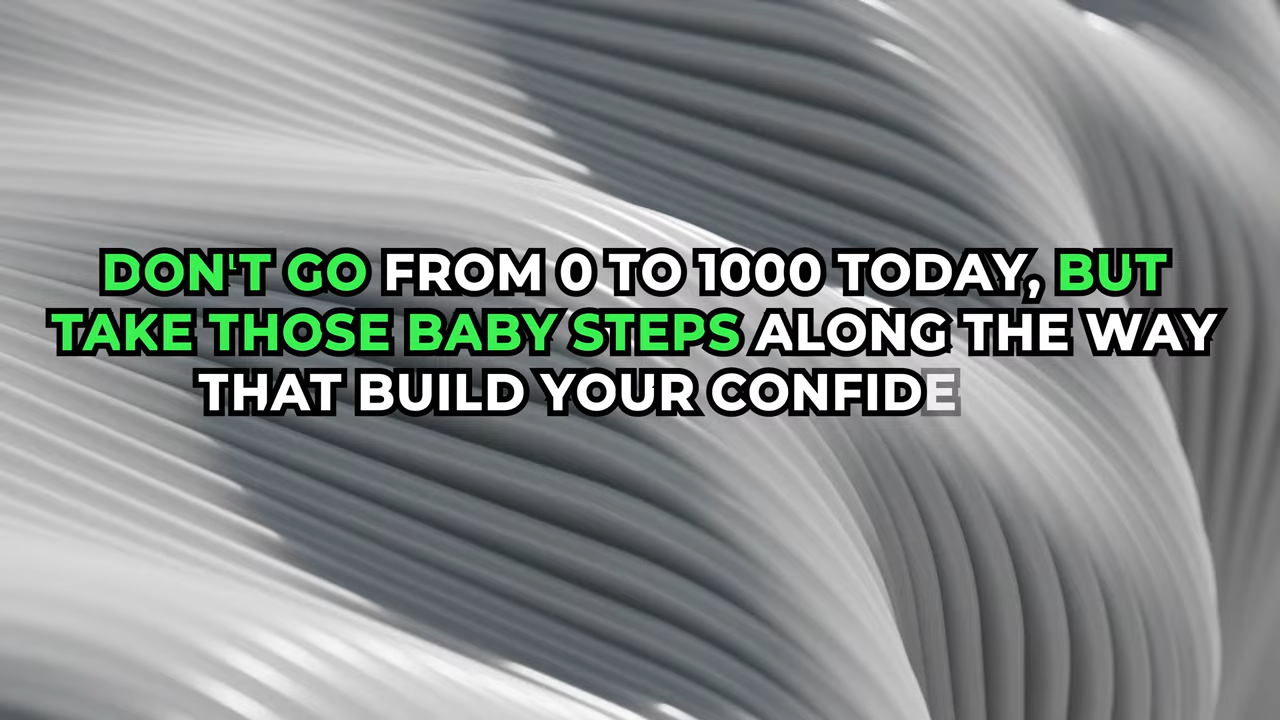 DON'T GO FROM 0 TO 1000 TODAY, BUT
TAKE THOSE BABY STEPS ALONG THE WAY
THAT BUILD YOUR CONFIDE